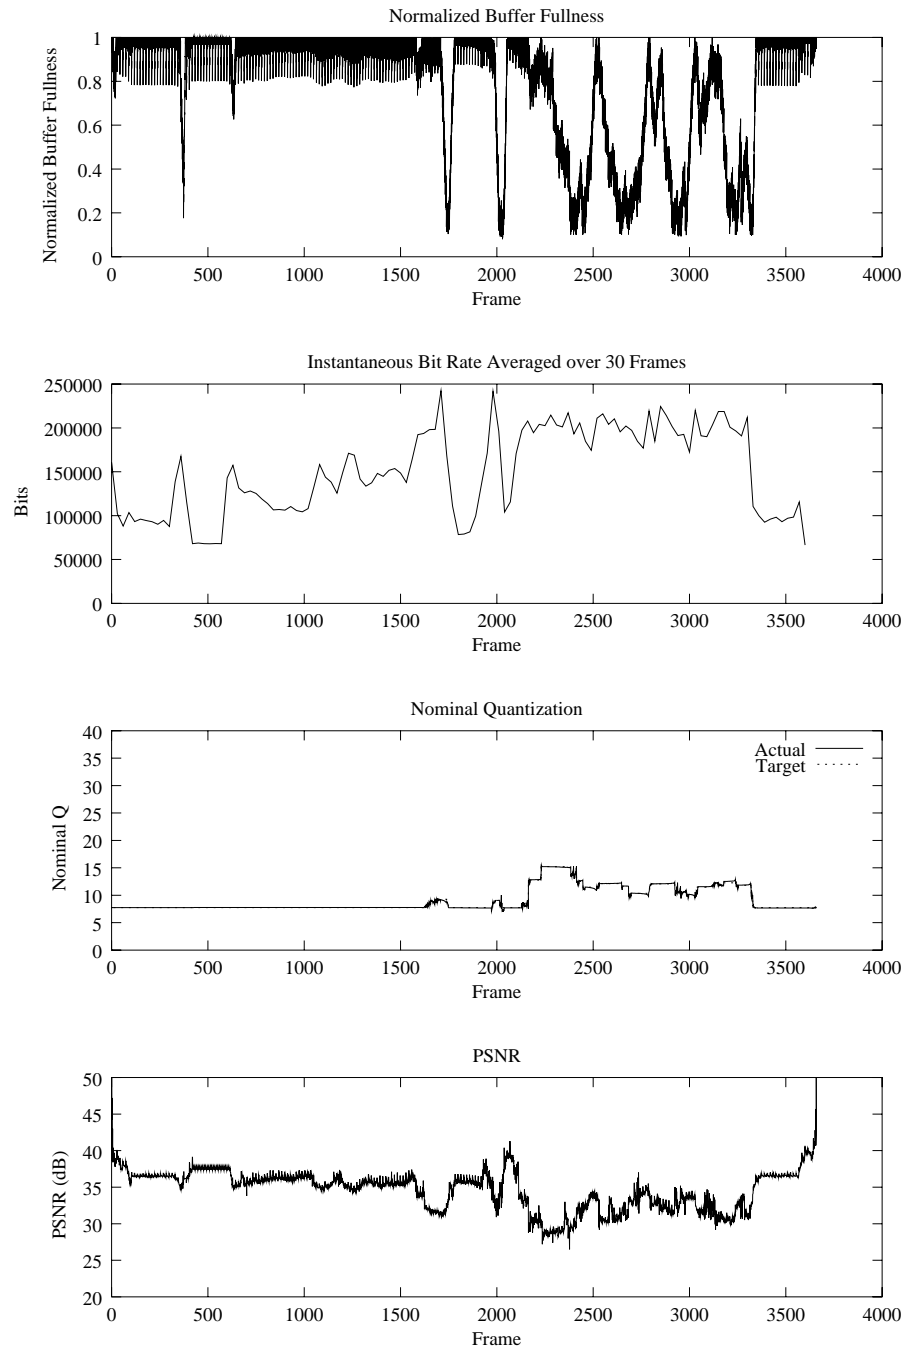 Normalized Buffer Fullness
Normalized Buffer Fullness
1
0.8
0.6
0.4
0.2
0
0 500 1000 1500 2000 2500 3000 3500 4000
Frame
Instantaneous Bit Rate Averaged over 30 Frames
Bits
250000
200000
150000
100000
50000
0
0 500 1000 1500 2000 2500 3000 3500 4000
Frame
Nominal Quantization
Nominal Q
40
35
30
25
20
15
10
5
0
Actual
Target
0 500 1000 1500 2000 2500 3000 3500 4000
Frame
PSNR
PSNR (dB)
50
45
40
35
30
25
20
0 500 1000 1500 2000 2500 3000 3500 4000
Frame